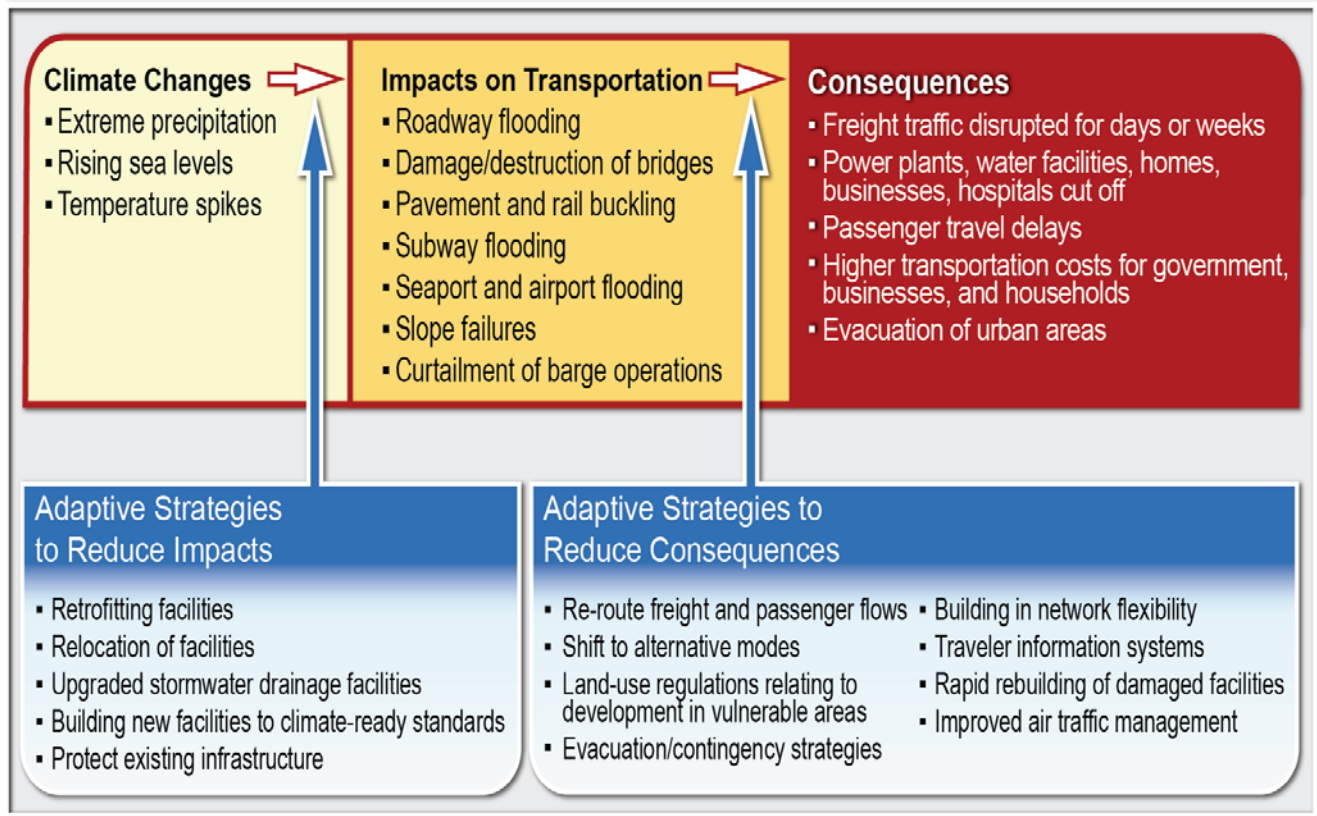 Climate Changes
▪ Extreme precipitation
▪ Rising sea levels
▪ Temperature spikes
Impacts on Transportation
▪ Roadway flooding
▪ Damage/destruction of bridges
▪ Pavement and rail buckling
▪ Subway flooding
▪ Seaport and airport flooding
▪ Slope failures
▪ Curtailment of barge operations
Consequences
▪ Freight traffic disrupted for days or weeks
▪ Power plants, water facilities, homes,
businesses, hospitals cut off
▪ Passenger travel delays
▪ Higher transportation costs for government,
businesses, and households
▪ Evacuation of urban areas
Adaptive Strategies
to Reduce Impacts
▪ Retrofitting facilities
▪ Relocation of facilities
▪ Upgraded stormwater drainage facilities
▪ Building new facilities to climate-ready standards
▪ Protect existing infrastructure
Adaptive Strategies to
Reduce Consequences
▪ Re-route freight and passenger flows
▪ Shift to alternative modes
▪ Land-use regulations relating to
development in vulnerable areas
▪ Evacuation/contingency strategies
▪ Building in network flexibility
▪ Traveler information systems
▪ Rapid rebuilding of damaged facilities
▪ Improved air traffic management